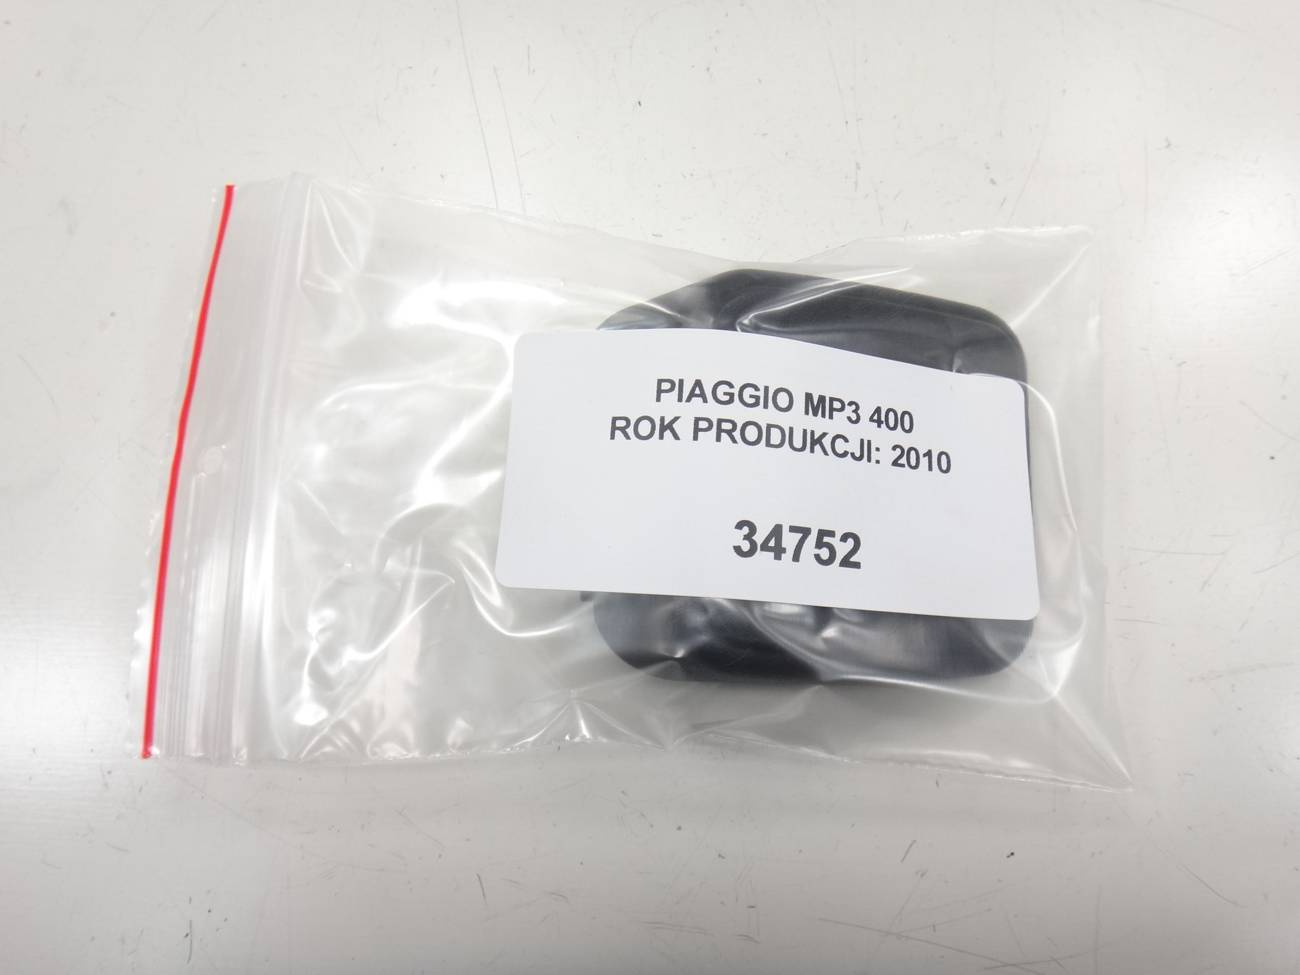 PIAGGIO MP3 400
ROK PRODUKCJI: 2010
34752